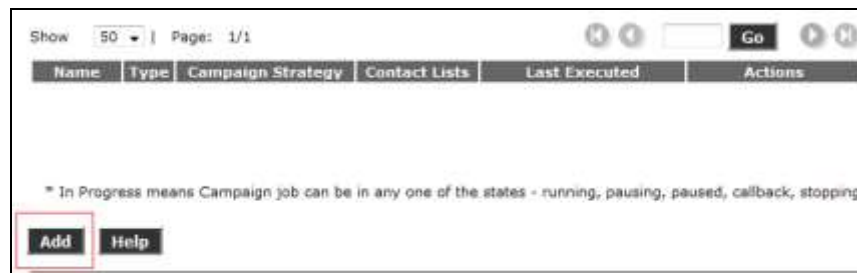 Show 50 | Page: 1/1 Go
Name Type Campaign Strategy Contact Lists Last Executed Actions
* In Progress means Campaign job can be in any one of the states - running, pausing, paused, callback, stopping
Add Help